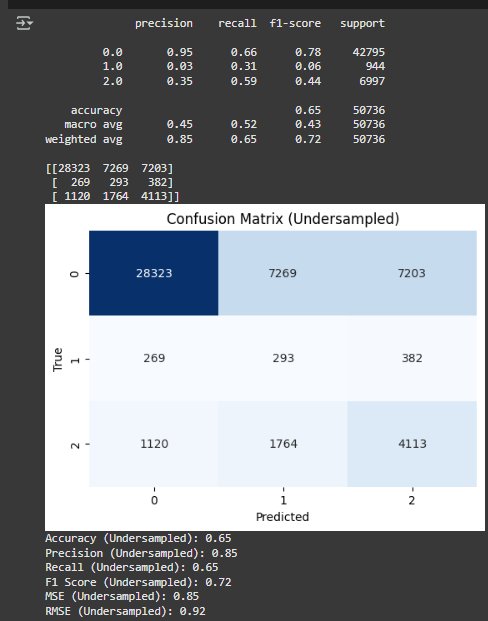 precision recall f1-score support
0.0 0.95 0.66 0.78 42795
1.0 0.03 0.31 0.06 944
2.0 0.35 0.59 0.44 6997
accuracy 0.65 50736
macro avg 0.45 0.52 0.43 50736
weighted avg 0.85 0.65 0.72 50736
[[28323 7269 7203]
[ 269 293 382]
[ 1120 1764 4113]]
Confusion Matrix (Undersampled)
0 28323 7269 7203
True
1 269 293 382
2 1120 1764 4113
0 1 2
Predicted
Accuracy (Undersampled): 0.65
Precision (Undersampled): 0.85
Recall (Undersampled): 0.65
F1 Score (Undersampled): 0.72
MSE (Undersampled): 0.85
RMSE (Undersampled): 0.92